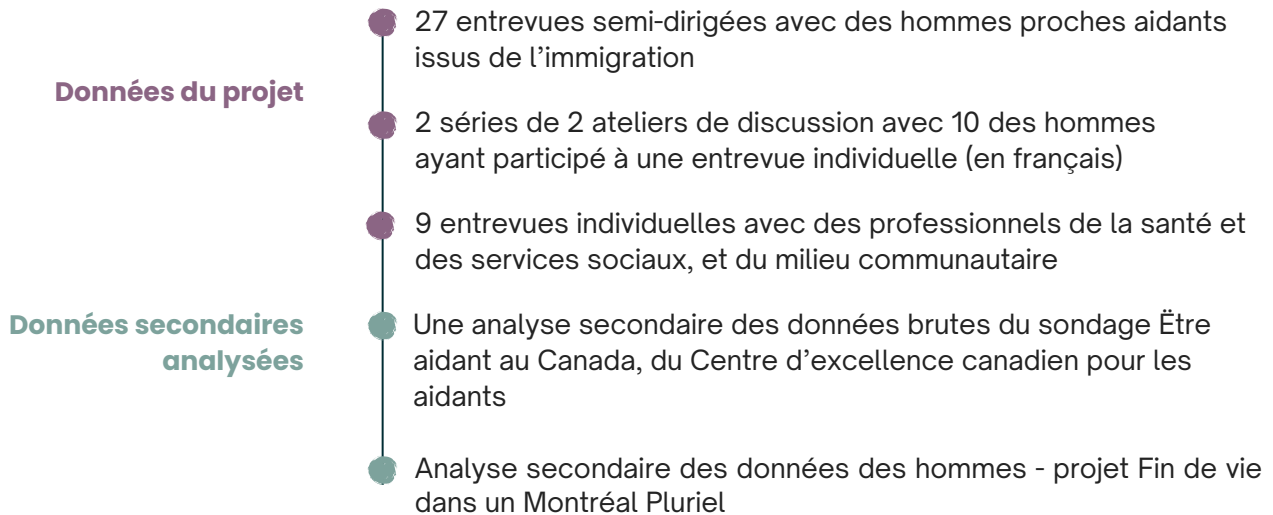 Données du projet
27 entrevues semi-dirigées avec des hommes proches aidants
issus de l’immigration
2 séries de 2 ateliers de discussion avec 10 des hommes
ayant participé à une entrevue individuelle (en français)
9 entrevues individuelles avec des professionnels de la santé et
des services sociaux, et du milieu communautaire
Données secondaires
analysées
Une analyse secondaire des données brutes du sondage Ëtre
aidant au Canada, du Centre d’excellence canadien pour les
aidants
Analyse secondaire des données des hommes - projet Fin de vie
dans un Montréal Pluriel